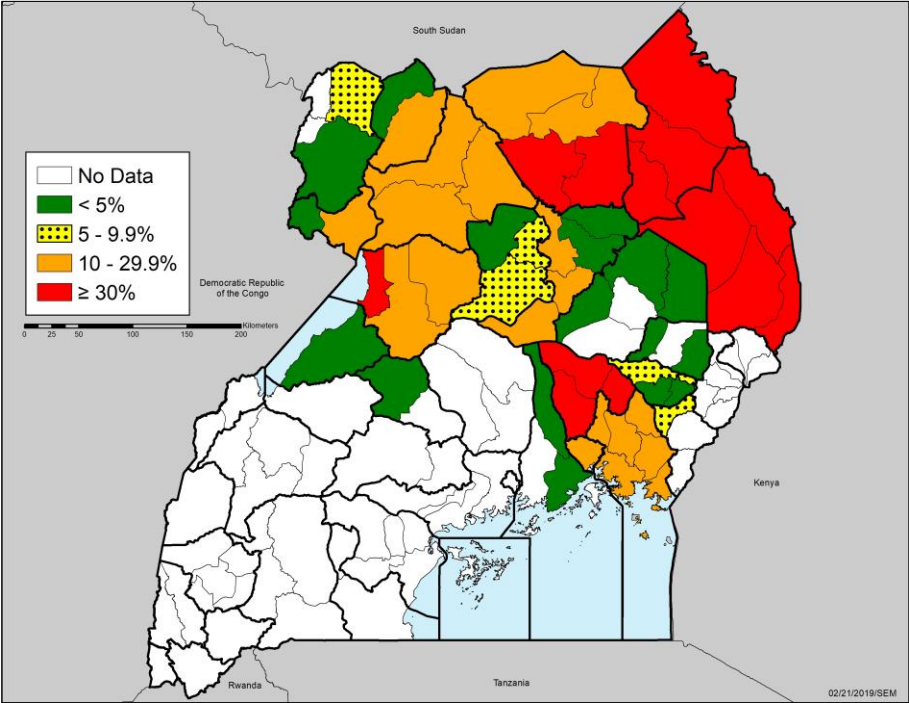 South Sudan
No Data
< 5%
5 - 9.9%
10 - 29.9%
≥ 30%
Democratic Republic
of the Congo
Kilometers
0 25 50 100 150 200
Kenya
Rwanda
Tanzania
02/21/2019/SEM